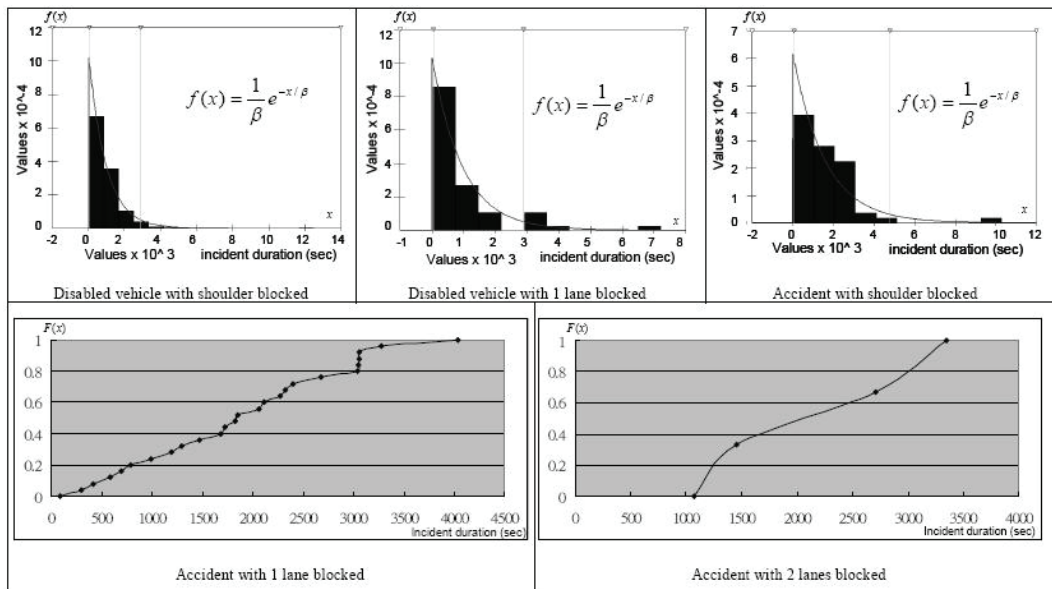 f(x)
12
10
8
6
4
2
0
Values x 10^-4
f(x) = 1/β e^{-x/β}
x
-2 0 2 4 6 8 10 12 14
Values x 10^ 3 incident duration (sec)
Disabled vehicle with shoulder blocked
f(x)
12
10
8
6
4
2
0
Values x 10^-4
f(x) = 1/β e^{-x/β}
x
-1 0 1 2 3 4 5 6 7 8
Values x 10^ 3 incident duration (sec)
Disabled vehicle with 1 lane blocked
f(x)
7
6
5
4
3
2
1
0
Values x 10^-4
f(x) = 1/β e^{-x/β}
x
-2 0 2 4 6 8 10 12
Values x 10^ 3 incident duration (sec)
Accident with shoulder blocked
F(x)
1
0.8
0.6
0.4
0.2
0
0 500 1000 1500 2000 2500 3000 3500 4000 4500
Incident duration (sec)
Accident with 1 lane blocked
F(x)
1
0.8
0.6
0.4
0.2
0
0 500 1000 1500 2000 2500 3000 3500 4000
Incident duration (sec)
Accident with 2 lanes blocked